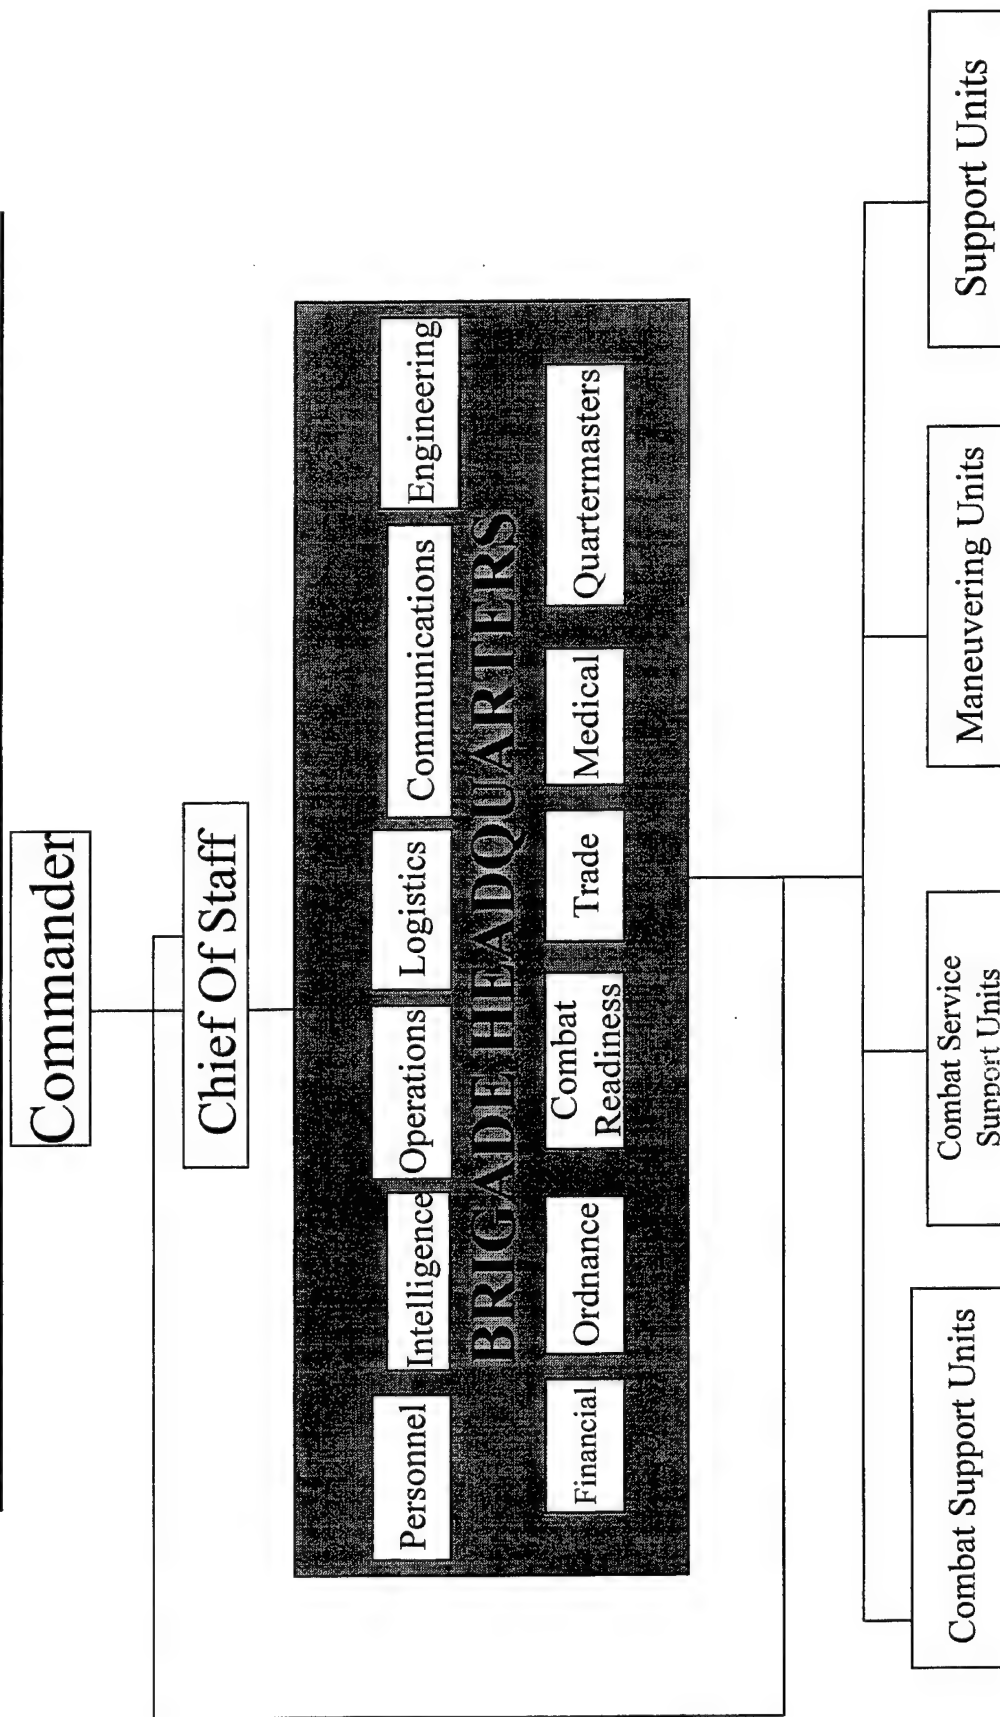 Commander
Chief Of Staff
Personnel
Intelligence
Operations
Logistics
Communications
Engineering
BRIGADE HEADQUARTERS
Financial
Ordnance
Combat
Readiness
Trade
Medical
Quartermasters
Combat Support Units
Combat Service
Support Units
Maneuvering Units
Support Units